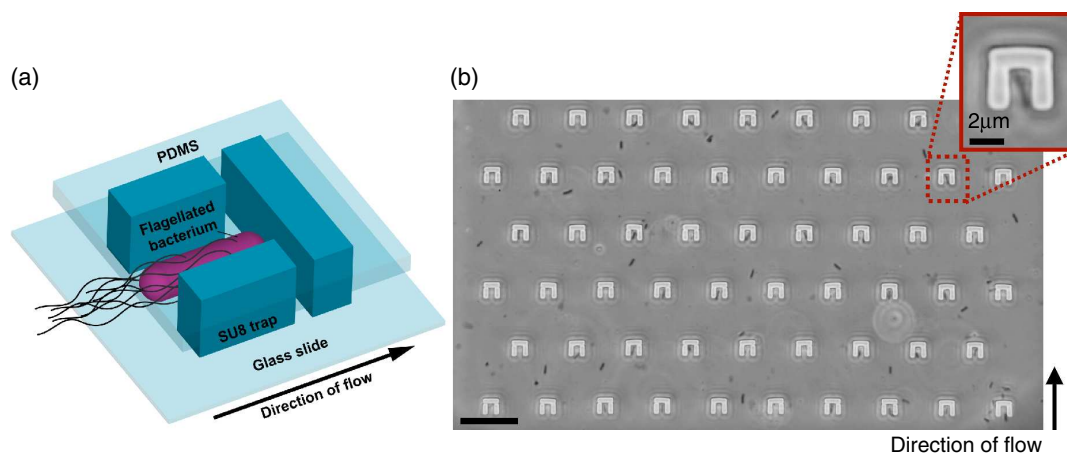 (a)
PDMS
Flagellated
bacterium
SU8 trap
Glass slide
Direction of flow
(b)
2μm
Direction of flow